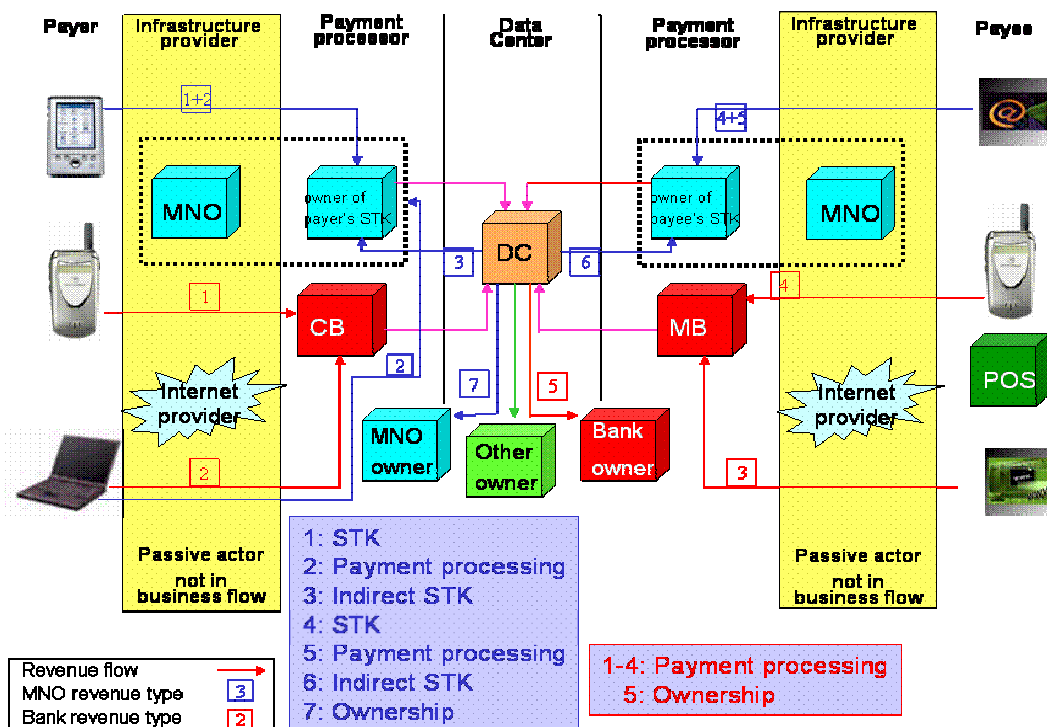 Payer
Infrastructure
provider
Payment
processor
Data
Center
Payment
processor
Infrastructure
provider
Payee
1+2
4+5
@
MNO
owner of
payer's STK
DC
owner of
payee's STK
MNO
3
6
1
4
CB
MB
2
POS
Internet
provider
7
5
Internet
provider
MNO
owner
Other
owner
Bank
owner
2
3
Passive actor
not in
business flow
Passive actor
not in
business flow
1: STK
2: Payment processing
3: Indirect STK
4: STK
5: Payment processing
6: Indirect STK
7: Ownership
1-4: Payment processing
5: Ownership
Revenue flow
MNO revenue type
3
Bank revenue type
2